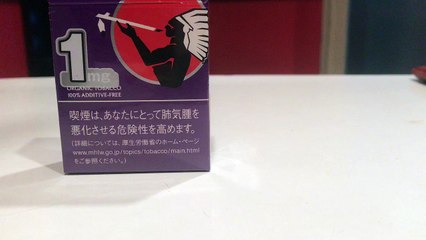 1mg
ORGANIC TOBACCO
100% ADDITIVE-FREE
喫煙は、あなたにとって肺気腫を
悪化させる危険性を高めます。
(詳細については、厚生労働省のホーム・ページ
www.mhlw.go.jp/topics/tobacco/main.html
をご参照ください。)